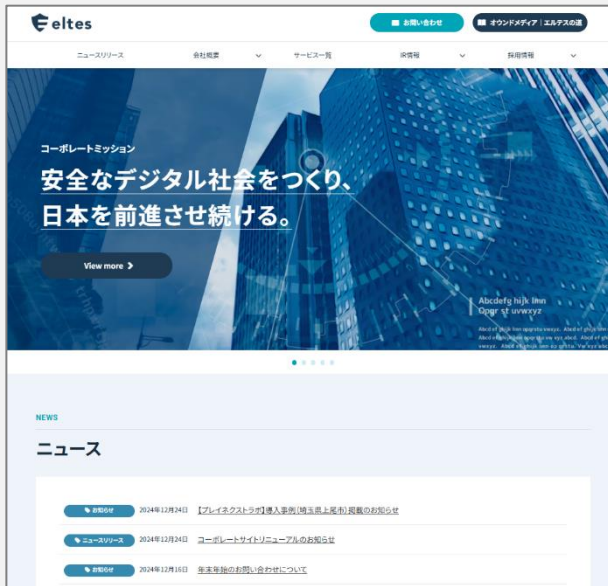 eltes
お問い合わせ
オウンドメディア｜エルテスの道
ニュースリリース
会社概要
サービス一覧
IR情報
採用情報
コーポレートミッション
安全なデジタル社会をつくり、
日本を前進させ続ける。
View more
Abcdefg hijk lmn
Opqr st uvwxyz
NEWS
ニュース
お知らせ 2024年12月24日 【プレイネクストラボ】導入事例（埼玉県上尾市）掲載のお知らせ
ニュースリリース 2024年12月24日 コーポレートサイトリニューアルのお知らせ
お知らせ 2024年12月16日 年末年始のお問い合わせについて